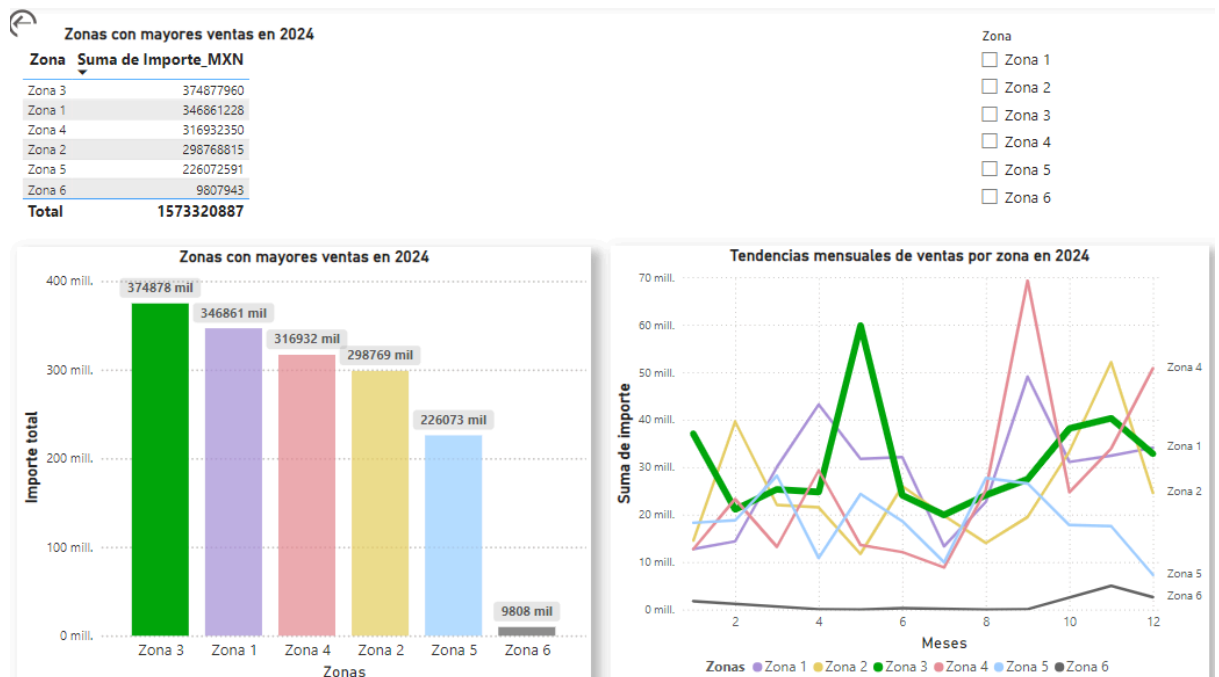 Zonas con mayores ventas en 2024
Zona Suma de Importe_MXN
Zona 3 374877960
Zona 1 346861228
Zona 4 316932350
Zona 2 298768815
Zona 5 226072591
Zona 6 9807943
Total 1573320887
Zona
Zona 1
Zona 2
Zona 3
Zona 4
Zona 5
Zona 6
Zonas con mayores ventas en 2024
Importe total
400 mill.
300 mill.
200 mill.
100 mill.
0 mill.
374878 mil
346861 mil
316932 mil
298769 mil
226073 mil
9808 mil
Zona 3 Zona 1 Zona 4 Zona 2 Zona 5 Zona 6
Zonas
Tendencias mensuales de ventas por zona en 2024
Suma de importe
70 mill.
60 mill.
50 mill.
40 mill.
30 mill.
20 mill.
10 mill.
0 mill.
Zona 4
Zona 1
Zona 2
Zona 5
Zona 6
2 4 6 8 10 12
Meses
Zonas Zona 1 Zona 2 Zona 3 Zona 4 Zona 5 Zona 6